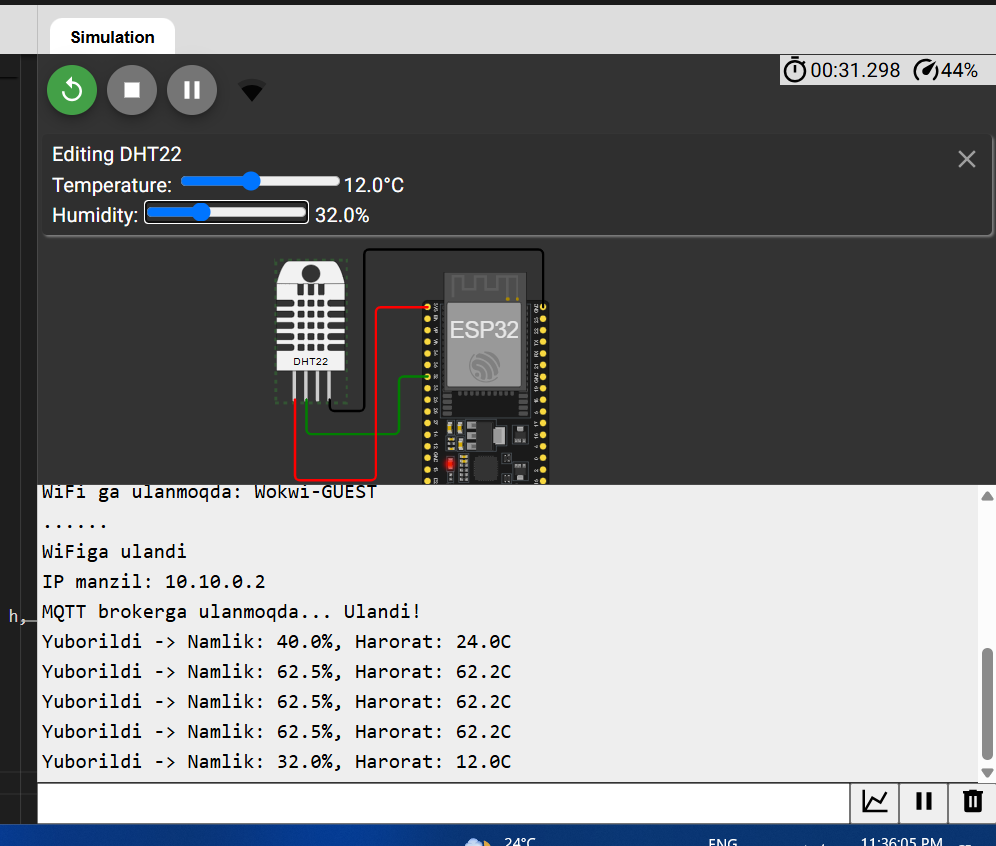 Simulation
00:31.298 44%
Editing DHT22
Temperature: 12.0°C
Humidity: 32.0%
ESP32
DHT22
WiFi ga ulanmoqda: Wokwi-GUEST
......
WiFiga ulandi
IP manzil: 10.10.0.2
h,
MQTT brokerga ulanmoqda... Ulandi!
Yuborildi -> Namlik: 40.0%, Harorat: 24.0C
Yuborildi -> Namlik: 62.5%, Harorat: 62.2C
Yuborildi -> Namlik: 62.5%, Harorat: 62.2C
Yuborildi -> Namlik: 62.5%, Harorat: 62.2C
Yuborildi -> Namlik: 32.0%, Harorat: 12.0C
24°C ENG 11:36:05 PM